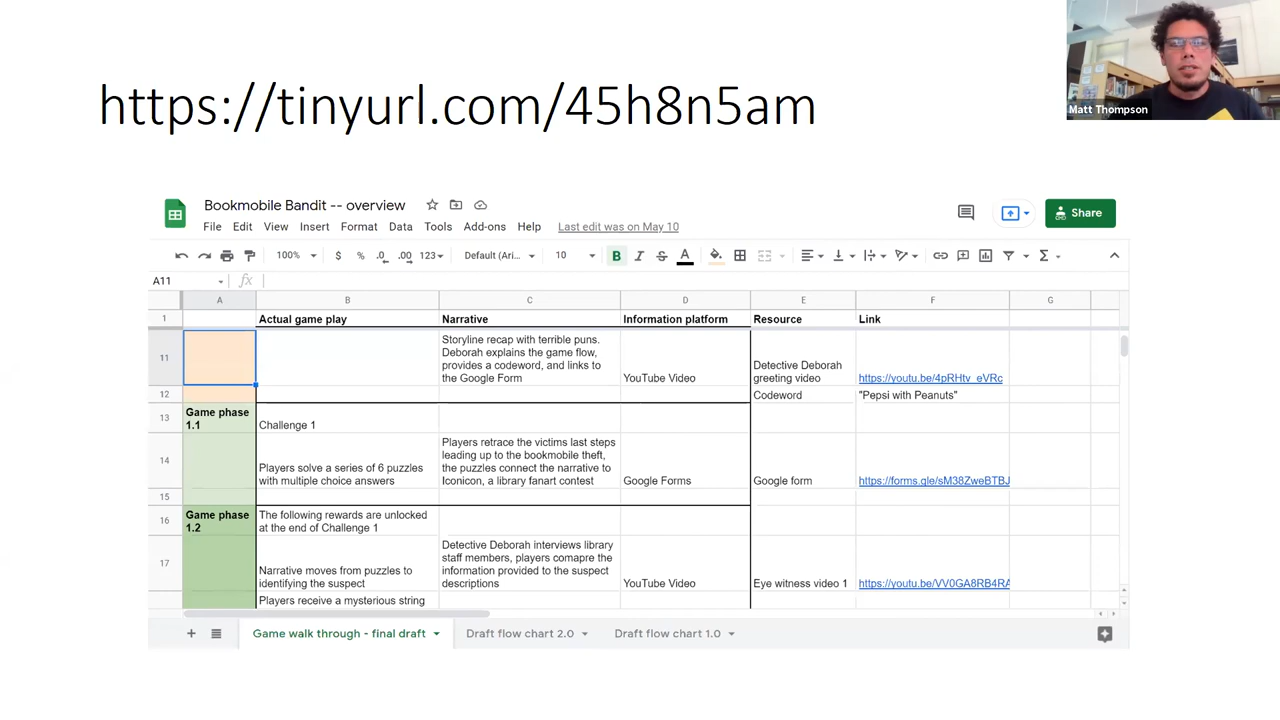 https://tinyurl.com/45h8n5am
Matt Thompson
Bookmobile Bandit -- overview
File Edit View Insert Format Data Tools Add-ons Help Last edit was on May 10
Share
100% $ % .0 .00 123 Default (Ari... 10 B I S A
A11 fx
A B C D E F G
1 Actual game play Narrative Information platform Resource Link
11
Storyline recap with terrible puns.
Deborah explains the game flow,
provides a codeword, and links to
the Google Form
YouTube Video
Detective Deborah
greeting video
https://youtu.be/4pRHtv_eVRc
12 Codeword "Pepsi with Peanuts"
13
Game phase
1.1
Challenge 1
14
Players solve a series of 6 puzzles
with multiple choice answers
Players retrace the victims last steps
leading up to the bookmobile theft,
the puzzles connect the narrative to
Iconicon, a library fanart contest
Google Forms
Google form
https://forms.gle/sM38ZweBTBJ
15
16
Game phase
1.2
The following rewards are unlocked
at the end of Challenge 1
17
Narrative moves from puzzles to
identifying the suspect
Detective Deborah interviews library
staff members, players comapre the
information provided to the suspect
descriptions
YouTube Video
Eye witness video 1
https://youtu.be/VV0GA8RB4RA
Players receive a mysterious string
Game walk through - final draft Draft flow chart 2.0 Draft flow chart 1.0